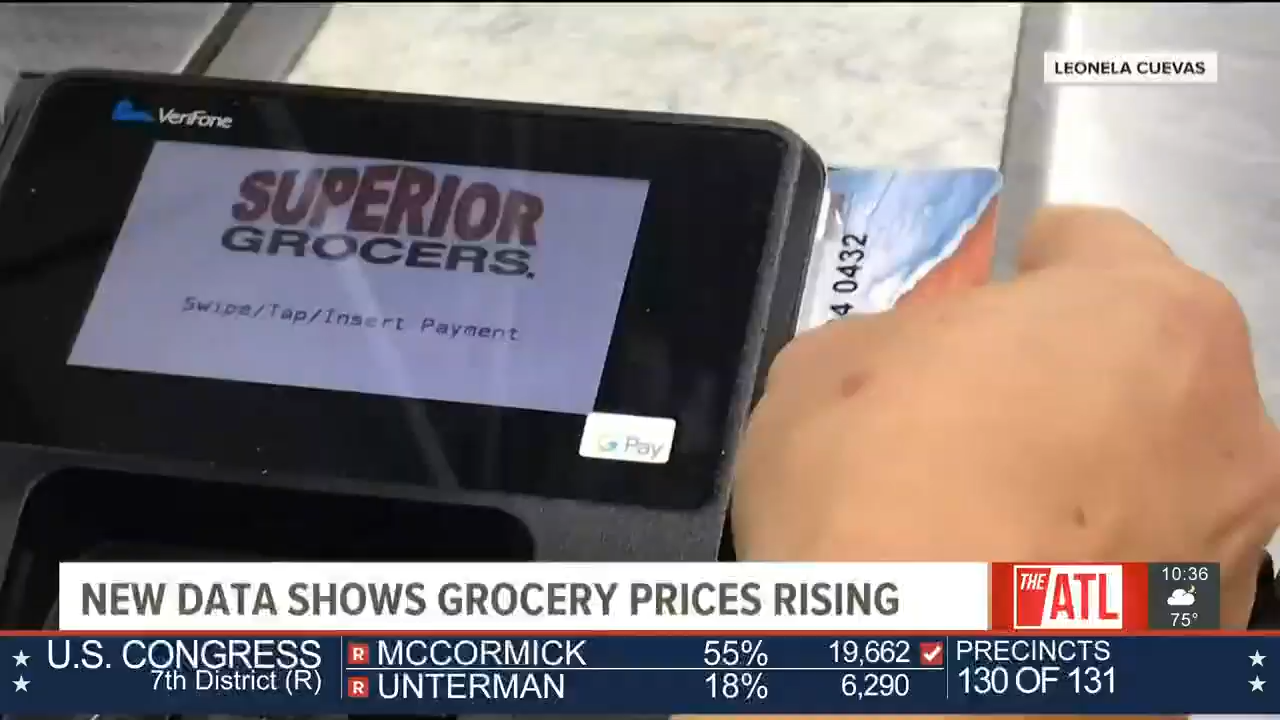 LEONELA CUEVAS
VeriFone
SUPERIOR
GROCERS.
Swipe/Tap/Insert Payment
4 0432
G Pay
NEW DATA SHOWS GROCERY PRICES RISING
THE ATL
10:36
75°
U.S. CONGRESS
7th District (R)
R MCCORMICK 55% 19,662
R UNTERMAN 18% 6,290
PRECINCTS
130 OF 131